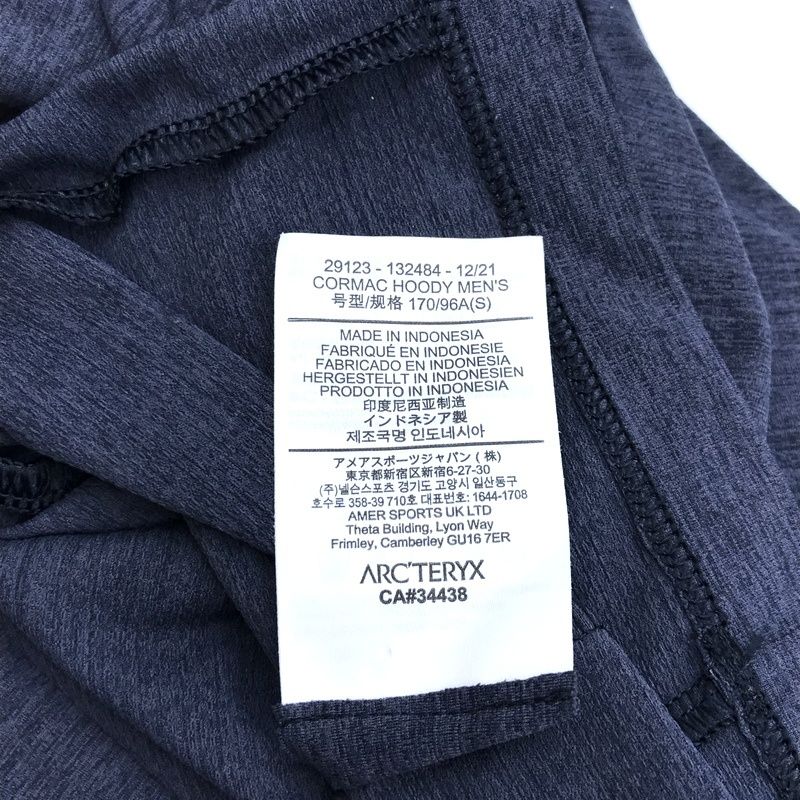 29123 - 132484 - 12/21
CORMAC HOODY MEN'S
号型/规格 170/96A(S)
MADE IN INDONESIA
FABRIQUÉ EN INDONESIE
FABRICADO EN INDONESIA
HERGESTELLT IN INDONESIEN
PRODOTTO IN INDONESIA
印度尼西亚制造
インドネシア製
제조국명 인도네시아
アメアスポーツジャパン ( 株)
東京都新宿区新宿6-27-30
(주)넬슨스포츠 경기도 고양시 일산동구
호수로 358-39 710호 대표번호: 1644-1708
AMER SPORTS UK LTD
Theta Building, Lyon Way
Frimley, Camberley GU16 7ER
ARC'TERYX
CA#34438